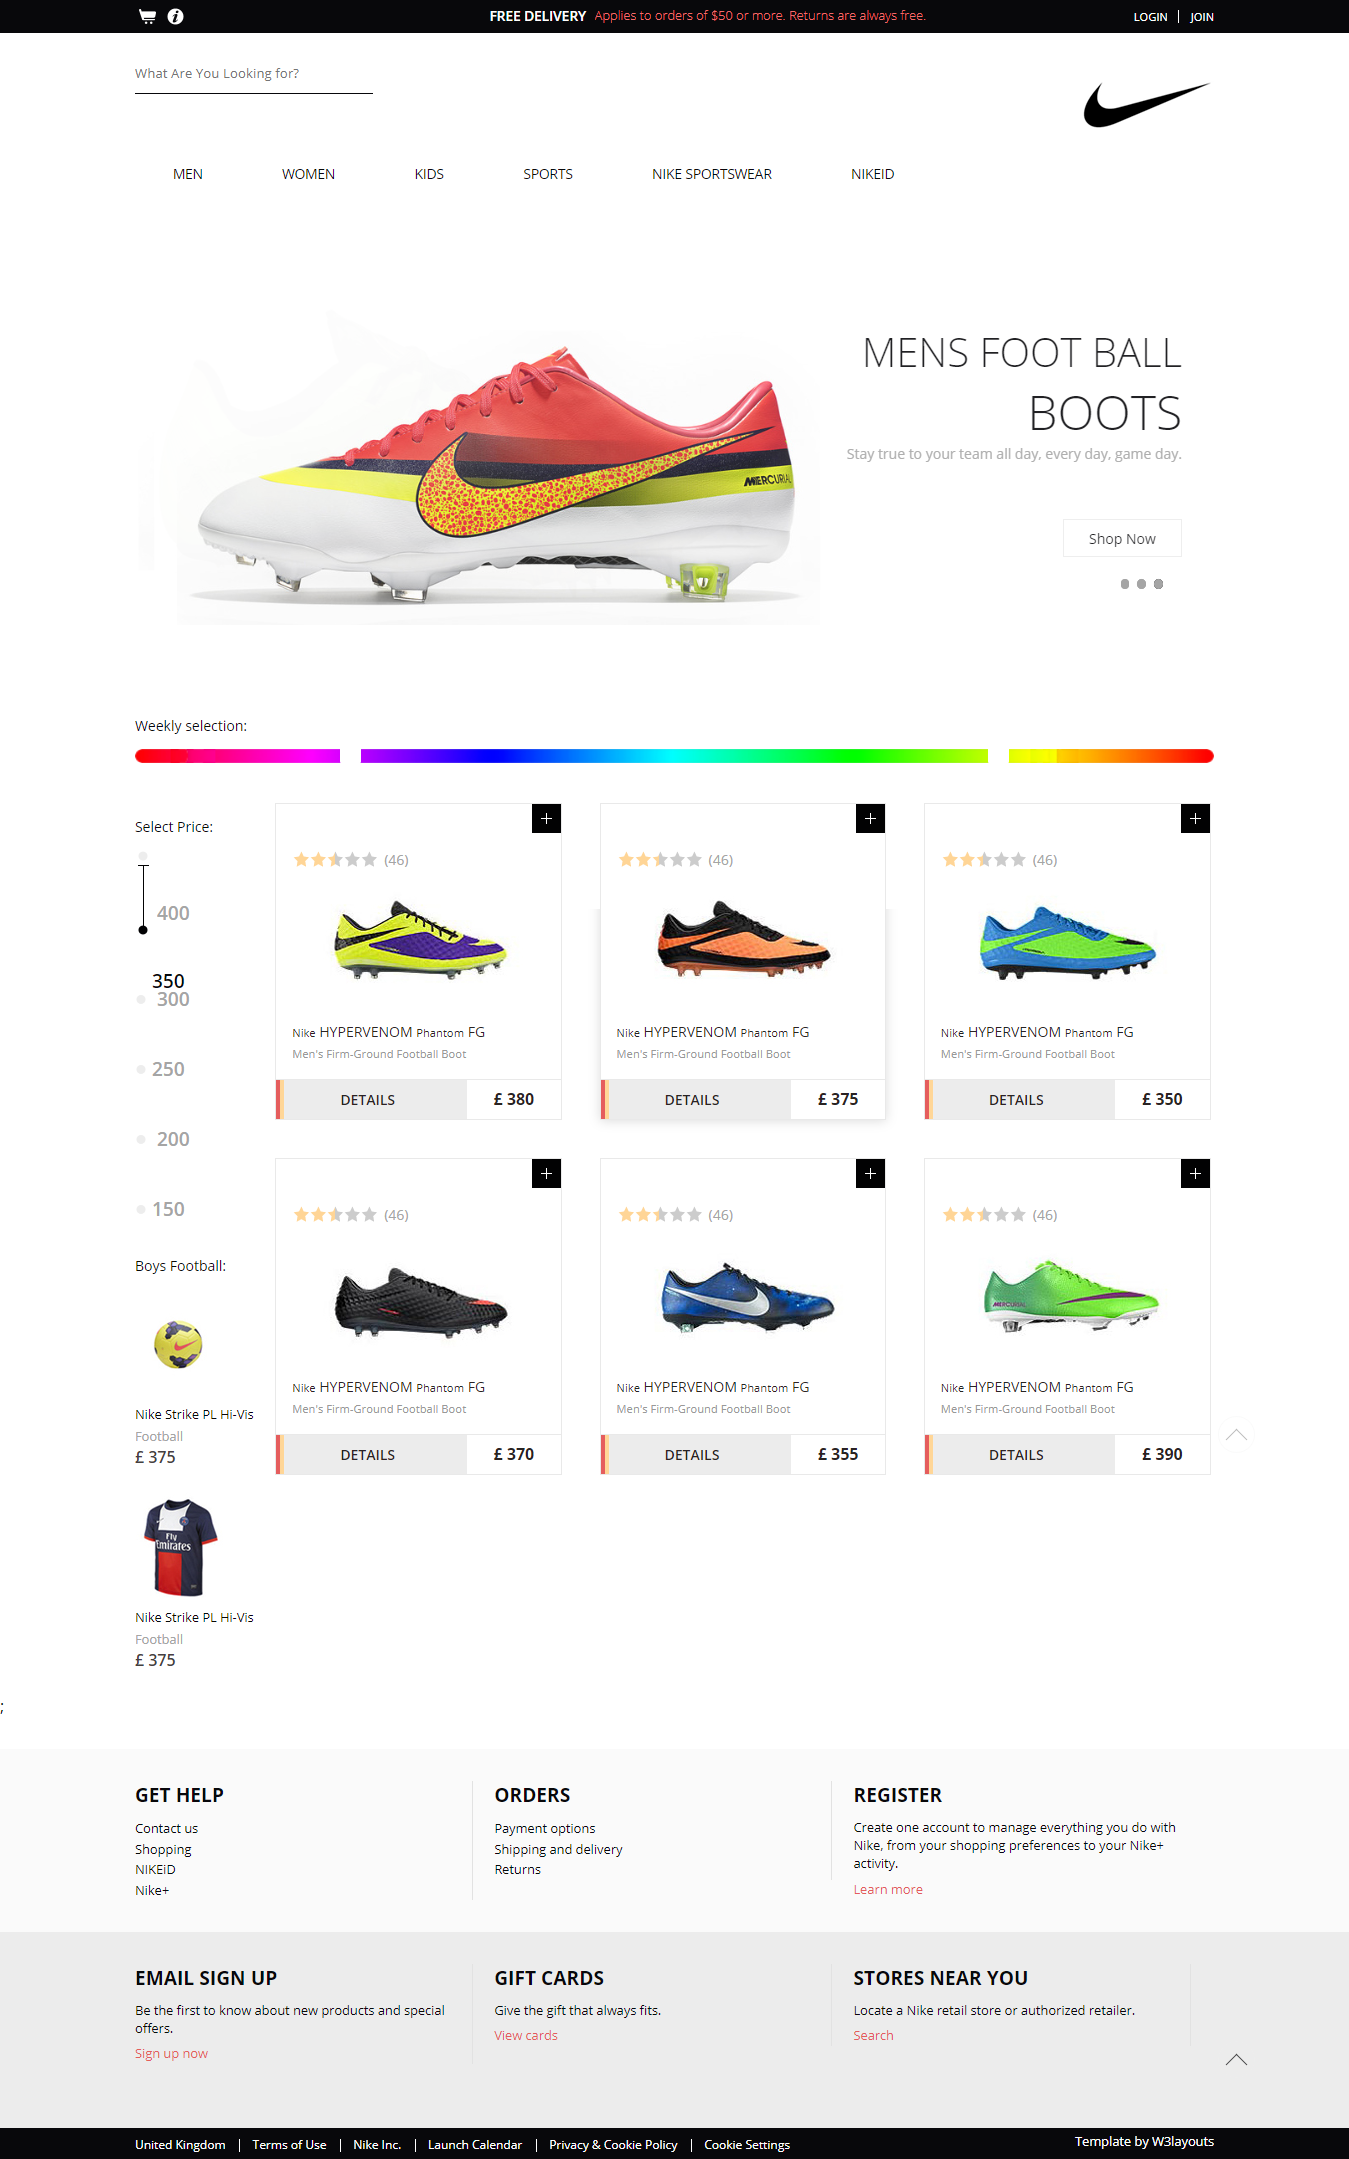 FREE DELIVERY Applies to orders of $50 or more. Returns are always free.
LOGIN | JOIN
What Are You Looking for?
MEN WOMEN KIDS SPORTS NIKE SPORTSWEAR NIKEID
MENS FOOT BALL
BOOTS
Stay true to your team all day, every day, game day.
MERCURIAL
Shop Now
Weekly selection:
Select Price:
400
350
300
250
200
150
(46)
Nike HYPERVENOM Phantom FG
Men's Firm-Ground Football Boot
DETAILS £ 380
(46)
Nike HYPERVENOM Phantom FG
Men's Firm-Ground Football Boot
DETAILS £ 375
(46)
Nike HYPERVENOM Phantom FG
Men's Firm-Ground Football Boot
DETAILS £ 350
(46)
Nike HYPERVENOM Phantom FG
Men's Firm-Ground Football Boot
DETAILS £ 370
(46)
Nike HYPERVENOM Phantom FG
Men's Firm-Ground Football Boot
DETAILS £ 355
(46)
MERCURIAL
Nike HYPERVENOM Phantom FG
Men's Firm-Ground Football Boot
DETAILS £ 390
Boys Football:
Nike Strike PL Hi-Vis
Football
£ 375
Fly
Emirates
Nike Strike PL Hi-Vis
Football
£ 375
;
GET HELP
Contact us
Shopping
NIKEiD
Nike+
ORDERS
Payment options
Shipping and delivery
Returns
REGISTER
Create one account to manage everything you do with
Nike, from your shopping preferences to your Nike+
activity.
Learn more
EMAIL SIGN UP
Be the first to know about new products and special
offers.
Sign up now
GIFT CARDS
Give the gift that always fits.
View cards
STORES NEAR YOU
Locate a Nike retail store or authorized retailer.
Search
United Kingdom | Terms of Use | Nike Inc. | Launch Calendar | Privacy & Cookie Policy | Cookie Settings
Template by W3layouts